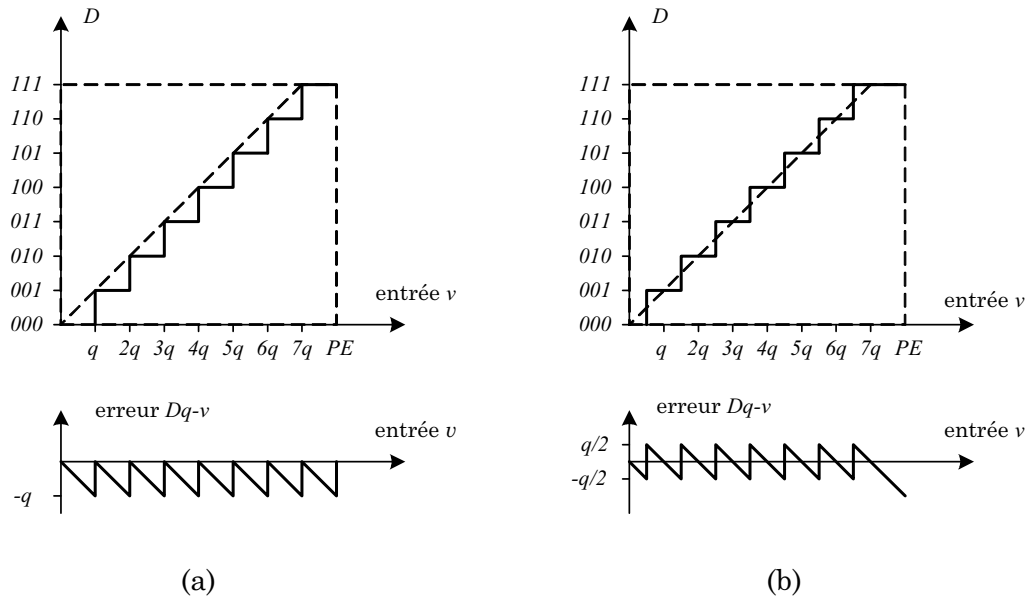 D
111
110
101
100
011
010
001
000
entrée v
q 2q 3q 4q 5q 6q 7q PE
erreur Dq-v
entrée v
-q
(a)
D
111
110
101
100
011
010
001
000
entrée v
q 2q 3q 4q 5q 6q 7q PE
erreur Dq-v
entrée v
q/2
-q/2
(b)